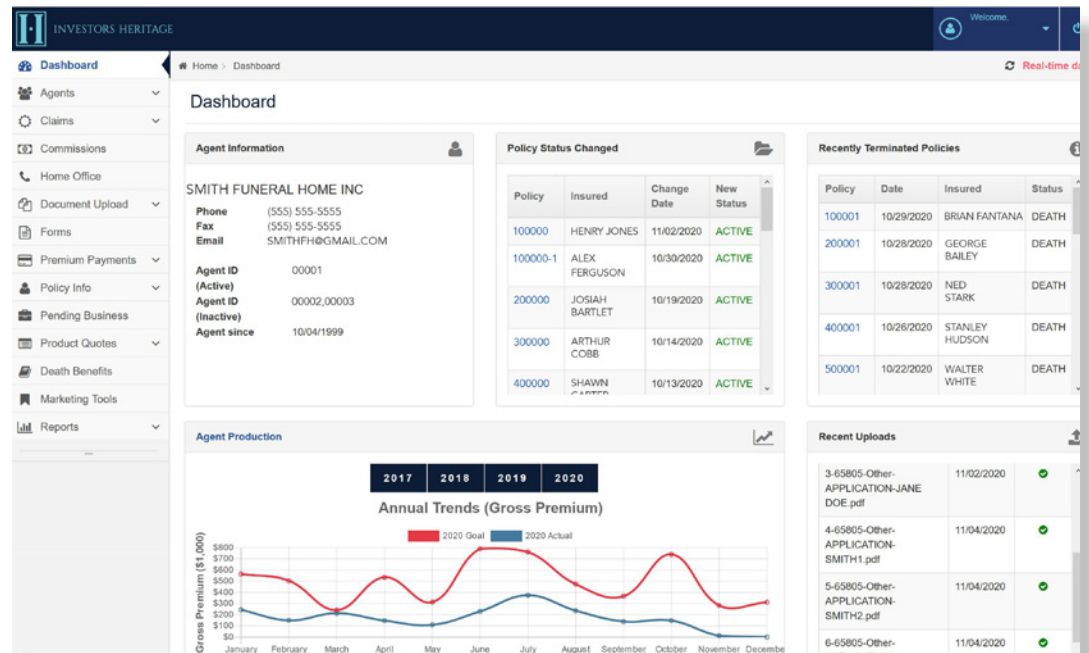 INVESTORS HERITAGE
Welcome,
Dashboard
Agents
Claims
Commissions
Home Office
Document Upload
Forms
Premium Payments
Policy Info
Pending Business
Product Quotes
Death Benefits
Marketing Tools
Reports
Home > Dashboard
Real-time
Dashboard
Agent Information
SMITH FUNERAL HOME INC
Phone (555) 555-5555
Fax (555) 555-5555
Email SMITHFH@GMAIL.COM
Agent ID 00001
(Active)
Agent ID 00002,00003
(Inactive)
Agent since 10/04/1999
Policy Status Changed
Policy Insured Change Date New Status
100000 HENRY JONES 11/02/2020 ACTIVE
100000-1 ALEX FERGUSON 10/30/2020 ACTIVE
200000 JOSIAH BARTLET 10/19/2020 ACTIVE
300000 ARTHUR COBB 10/14/2020 ACTIVE
400000 SHAWN CARTER 10/13/2020 ACTIVE
Recently Terminated Policies
Policy Date Insured Status
100001 10/29/2020 BRIAN FANTANA DEATH
200001 10/28/2020 GEORGE BAILEY DEATH
300001 10/28/2020 NED STARK DEATH
400001 10/26/2020 STANLEY HUDSON DEATH
500001 10/22/2020 WALTER WHITE DEATH
Agent Production
2017 2018 2019 2020
Annual Trends (Gross Premium)
2020 Goal 2020 Actual
Gross Premium ($1,000)
$800
$700
$600
$500
$400
$300
$200
$100
$0
January February March April May June July August September October November Decembe
Recent Uploads
3-65805-Other-
APPLICATION-JANE
DOE.pdf
11/02/2020
4-65805-Other-
APPLICATION-
SMITH1.pdf
11/04/2020
5-65805-Other-
APPLICATION-
SMITH2.pdf
11/04/2020
6-65805-Other-
11/04/2020